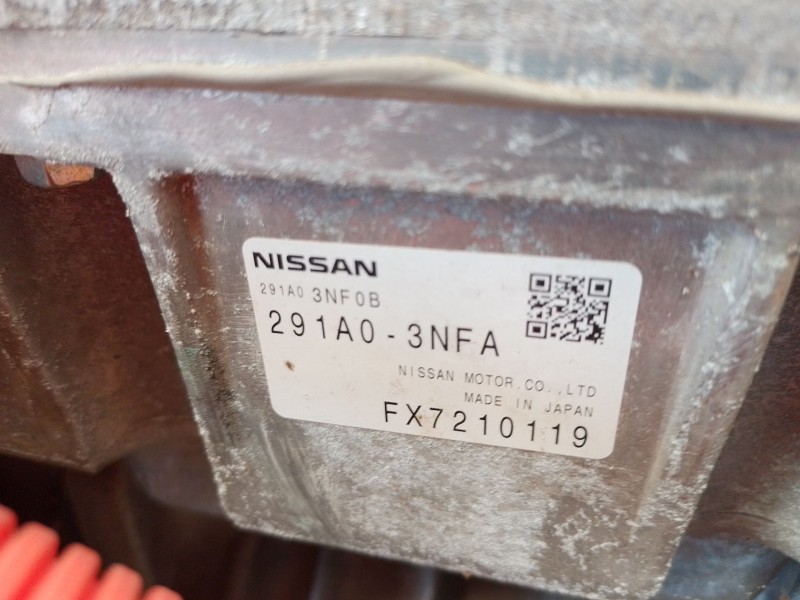 NISSAN
291A0 3NF0B
291A0-3NFA
NISSAN MOTOR.CO.,LTD
MADE IN JAPAN
FX7210119